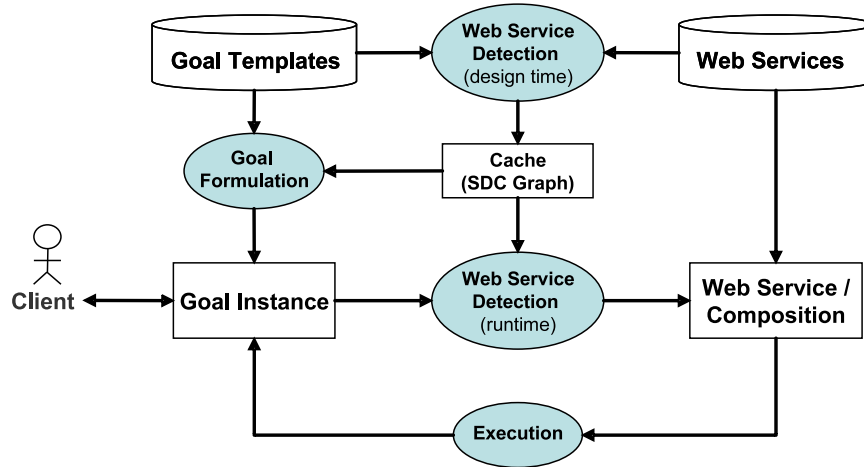 Goal Templates
Web Service
Detection
(design time)
Web Services
Goal
Formulation
Cache
(SDC Graph)
Client
Goal Instance
Web Service
Detection
(runtime)
Web Service /
Composition
Execution